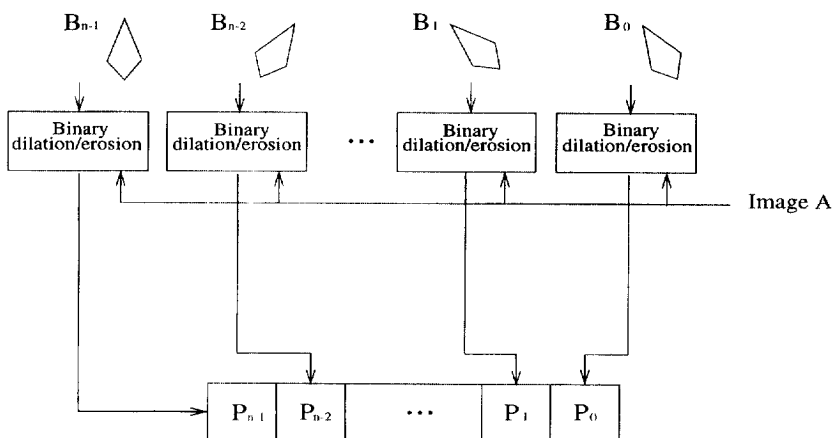 Bn-1 Bn-2 B1 B0
Binary dilation/erosion
Binary dilation/erosion
...
Binary dilation/erosion
Binary dilation/erosion
Image A
Pn-1 Pn-2 ... P1 P0